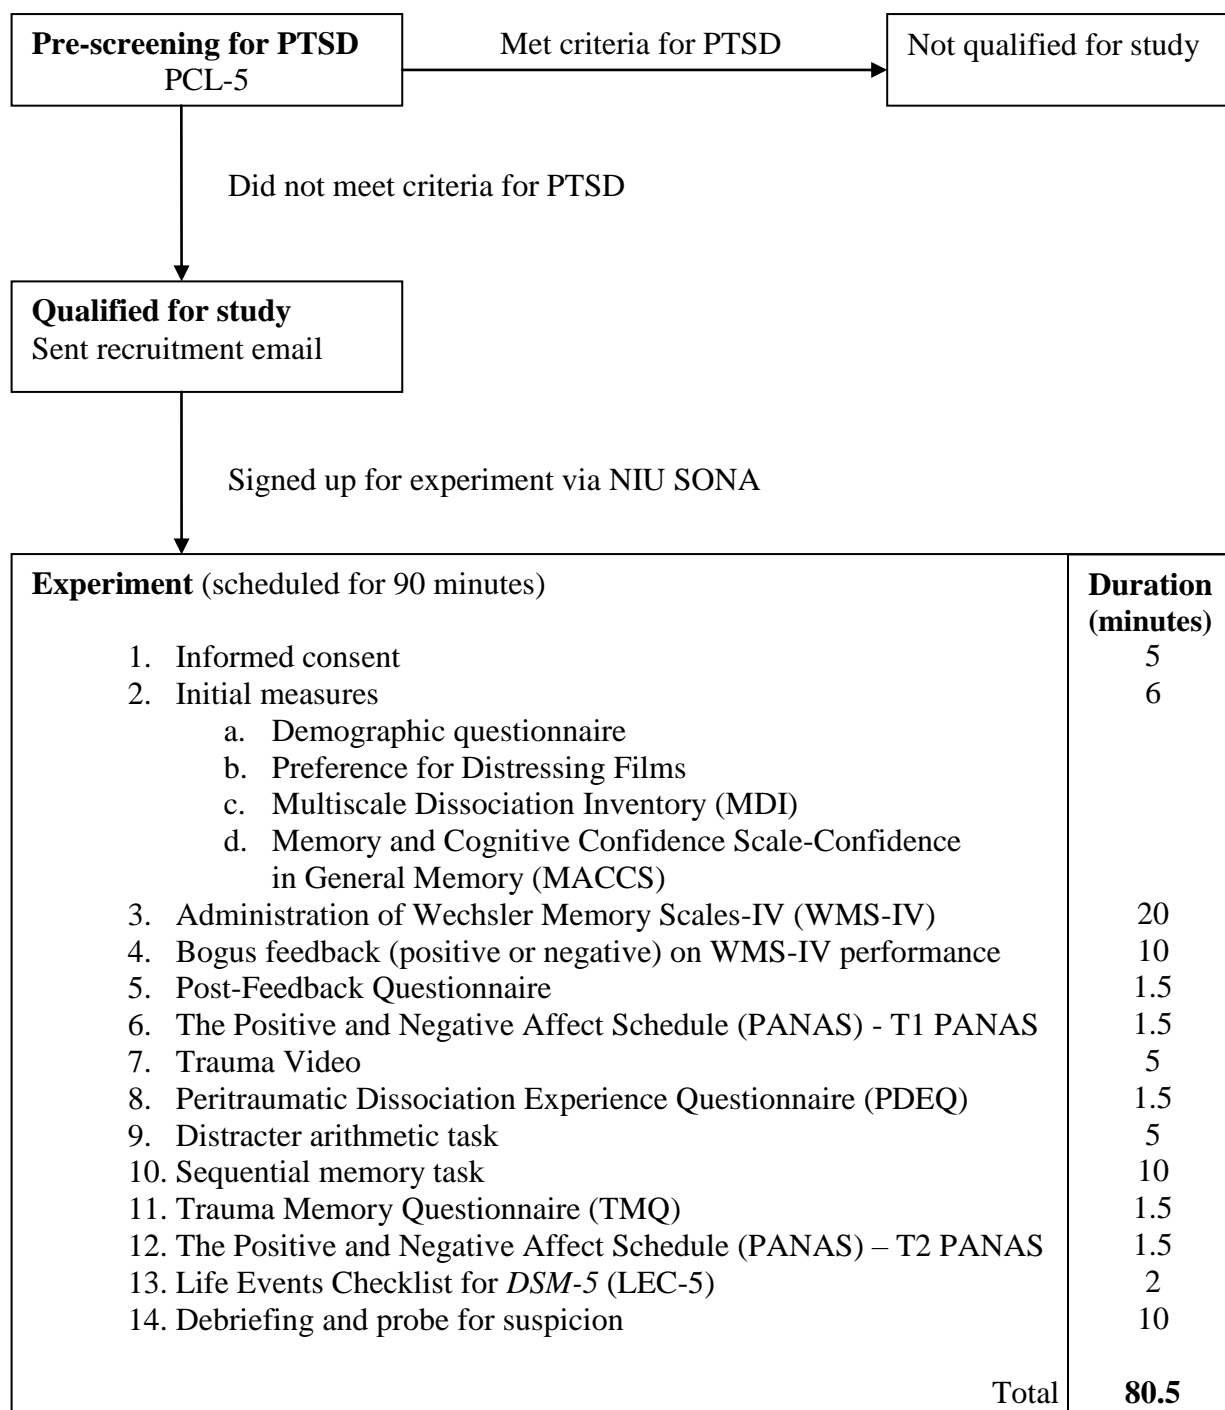 Pre-screening for PTSD
PCL-5
Met criteria for PTSD
Not qualified for study
Did not meet criteria for PTSD
Qualified for study
Sent recruitment email
Signed up for experiment via NIU SONA
Experiment (scheduled for 90 minutes)
Duration
(minutes)
1. Informed consent 5
2. Initial measures 6
a. Demographic questionnaire
b. Preference for Distressing Films
c. Multiscale Dissociation Inventory (MDI)
d. Memory and Cognitive Confidence Scale-Confidence
in General Memory (MACCS)
3. Administration of Wechsler Memory Scales-IV (WMS-IV) 20
4. Bogus feedback (positive or negative) on WMS-IV performance 10
5. Post-Feedback Questionnaire 1.5
6. The Positive and Negative Affect Schedule (PANAS) - T1 PANAS 1.5
7. Trauma Video 5
8. Peritraumatic Dissociation Experience Questionnaire (PDEQ) 1.5
9. Distracter arithmetic task 5
10. Sequential memory task 10
11. Trauma Memory Questionnaire (TMQ) 1.5
12. The Positive and Negative Affect Schedule (PANAS) – T2 PANAS 1.5
13. Life Events Checklist for DSM-5 (LEC-5) 2
14. Debriefing and probe for suspicion 10
Total 80.5